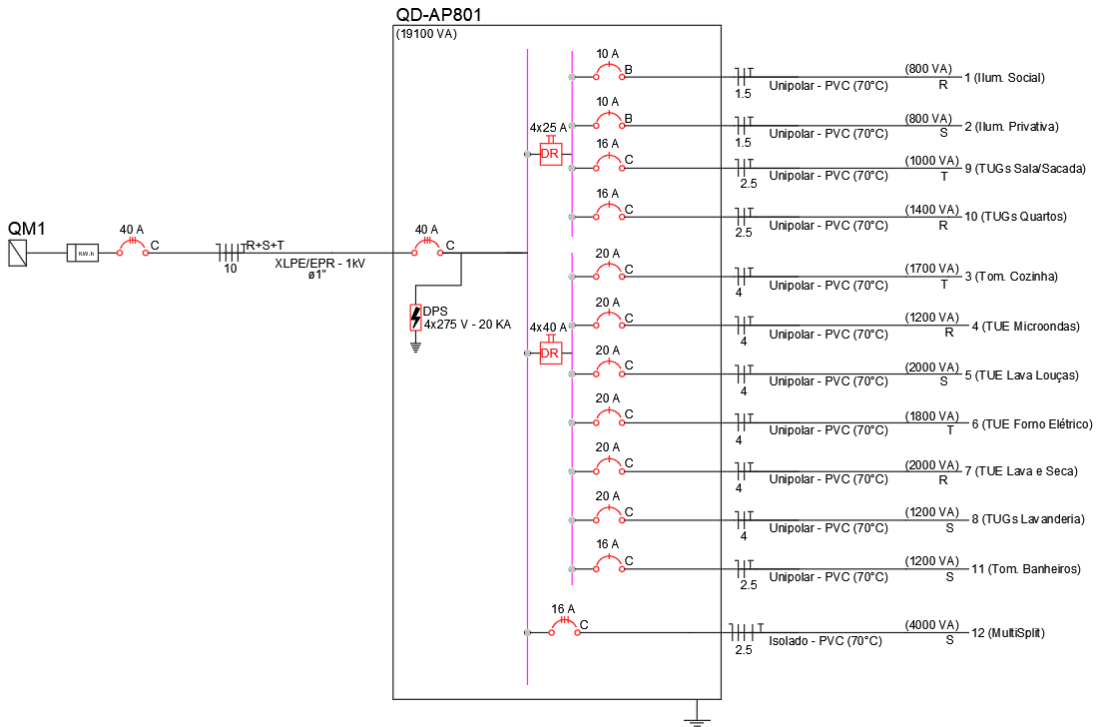 QD-AP801
(19100 VA)
10 A
B
1.5
T
Unipolar - PVC (70°C)
(800 VA)
R
1 (Ilum. Social)
10 A
B
1.5
T
Unipolar - PVC (70°C)
(800 VA)
S
2 (Ilum. Privativa)
4x25 A
DR
16 A
C
2.5
T
Unipolar - PVC (70°C)
(1000 VA)
T
9 (TUGs Sala/Sacada)
16 A
C
2.5
T
Unipolar - PVC (70°C)
(1400 VA)
R
10 (TUGs Quartos)
QM1
KW.h
40 A
C
10
R+S+T
XLPE/EPR - 1kV
ø1"
40 A
C
DPS
4x275 V - 20 KA
20 A
C
4
T
Unipolar - PVC (70°C)
(1700 VA)
T
3 (Tom. Cozinha)
20 A
C
4
T
Unipolar - PVC (70°C)
(1200 VA)
R
4 (TUE Microondas)
4x40 A
DR
20 A
C
4
T
Unipolar - PVC (70°C)
(2000 VA)
S
5 (TUE Lava Louças)
20 A
C
4
T
Unipolar - PVC (70°C)
(1800 VA)
T
6 (TUE Forno Elétrico)
20 A
C
4
T
Unipolar - PVC (70°C)
(2000 VA)
R
7 (TUE Lava e Seca)
20 A
C
4
T
Unipolar - PVC (70°C)
(1200 VA)
S
8 (TUGs Lavanderia)
16 A
C
2.5
T
Unipolar - PVC (70°C)
(1200 VA)
S
11 (Tom. Banheiros)
16 A
C
2.5
T
Isolado - PVC (70°C)
(4000 VA)
S
12 (MultiSplit)